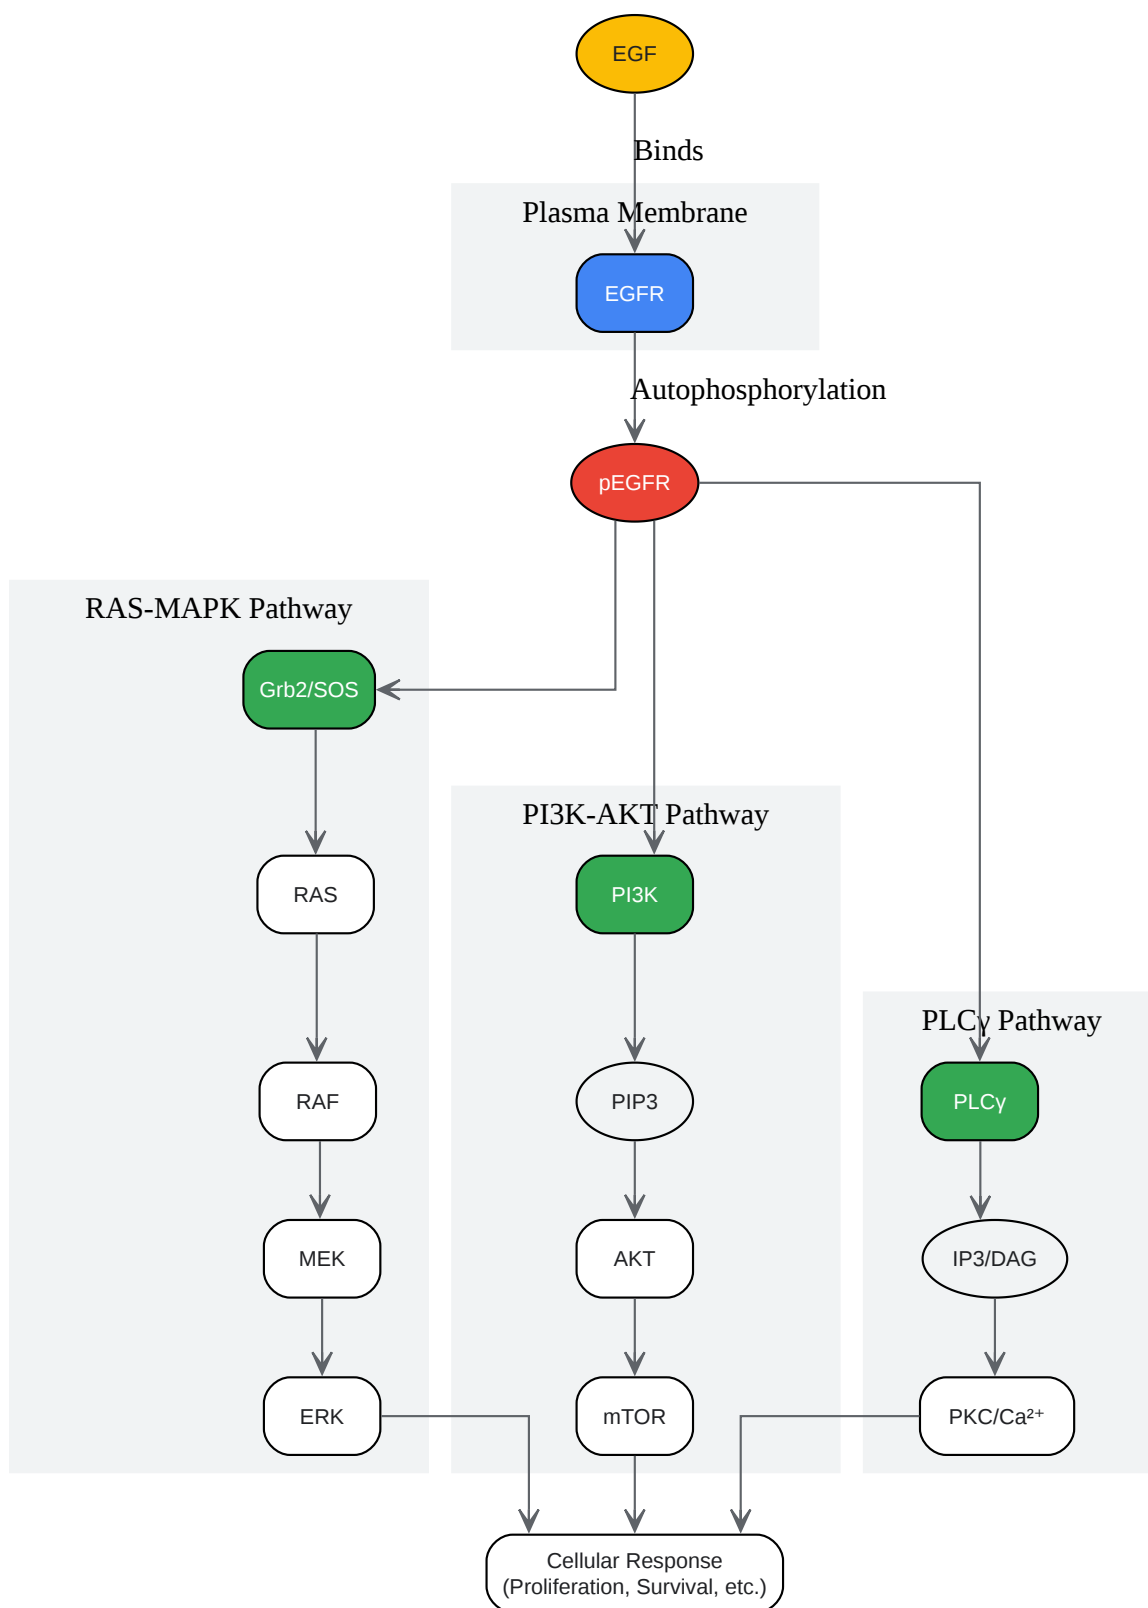 EGF
Binds
Plasma Membrane
EGFR
Autophosphorylation
pEGFR
RAS-MAPK Pathway
Grb2/SOS
RAS
RAF
MEK
ERK
PI3K-AKT Pathway
PI3K
PIP3
AKT
mTOR
PLCγ Pathway
PLCγ
IP3/DAG
PKC/Ca²⁺
Cellular Response
(Proliferation, Survival, etc.)